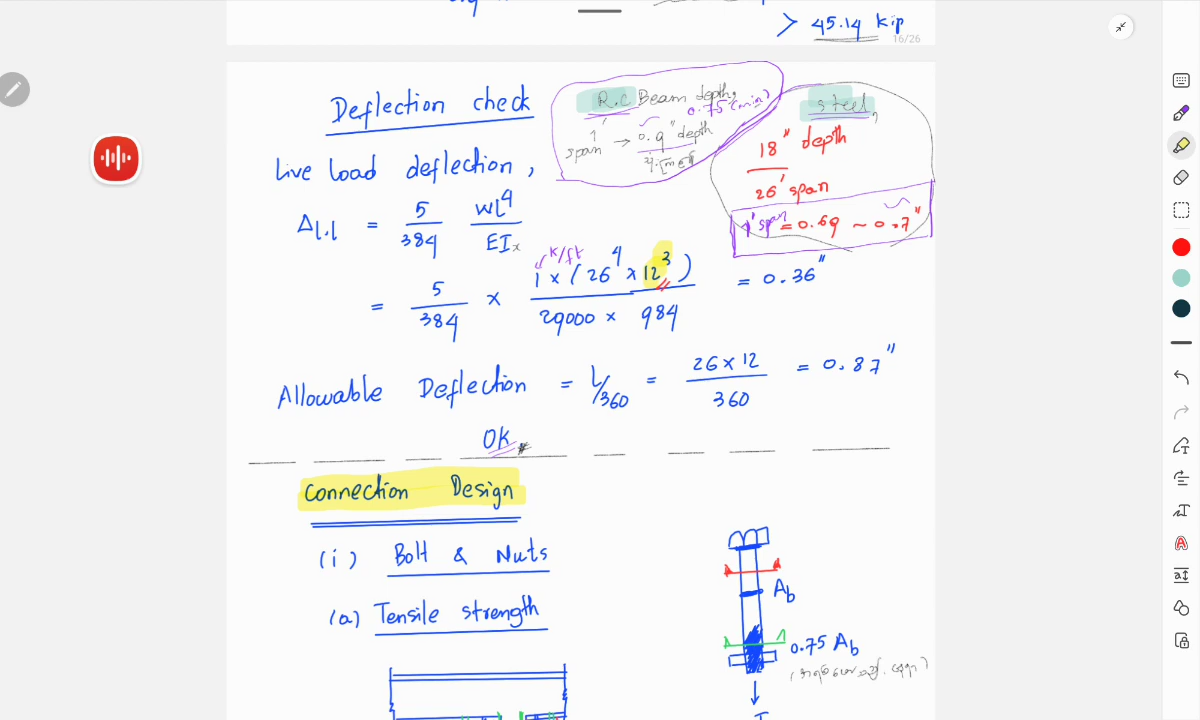 > 45.14 kip
16/26
Deflection check
R.C Beam depth,
0.75"(min)
1' span → 0.9" depth
steel,
18" depth
26' span
1' span = 0.69 ~ 0.7"
Live load deflection,
Δl.l = 5/384 WL⁴/EIx
k/ft
= 5/384 × 1 × (26⁴ × 12³)/29000 × 984 = 0.36"
Allowable Deflection = L/360 = 26 × 12/360 = 0.87"
OK
Connection Design
(i) Bolt & Nuts
Ab
(a) Tensile strength
0.75 Ab